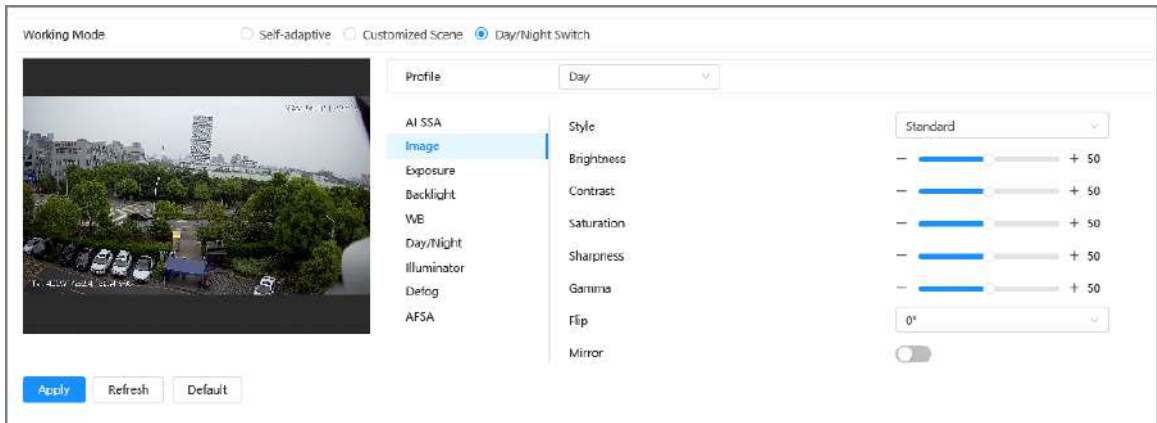 Working Mode
Self-adaptive
Customized Scene
Day/Night Switch
Profile
Day
AI SSA
Image
Exposure
Backlight
WB
Day/Night
Illuminator
Defog
AFSA
Style
Standard
Brightness
− + 50
Contrast
− + 50
Saturation
− + 50
Sharpness
− + 50
Gamma
− + 50
Flip
0°
Mirror
Apply
Refresh
Default